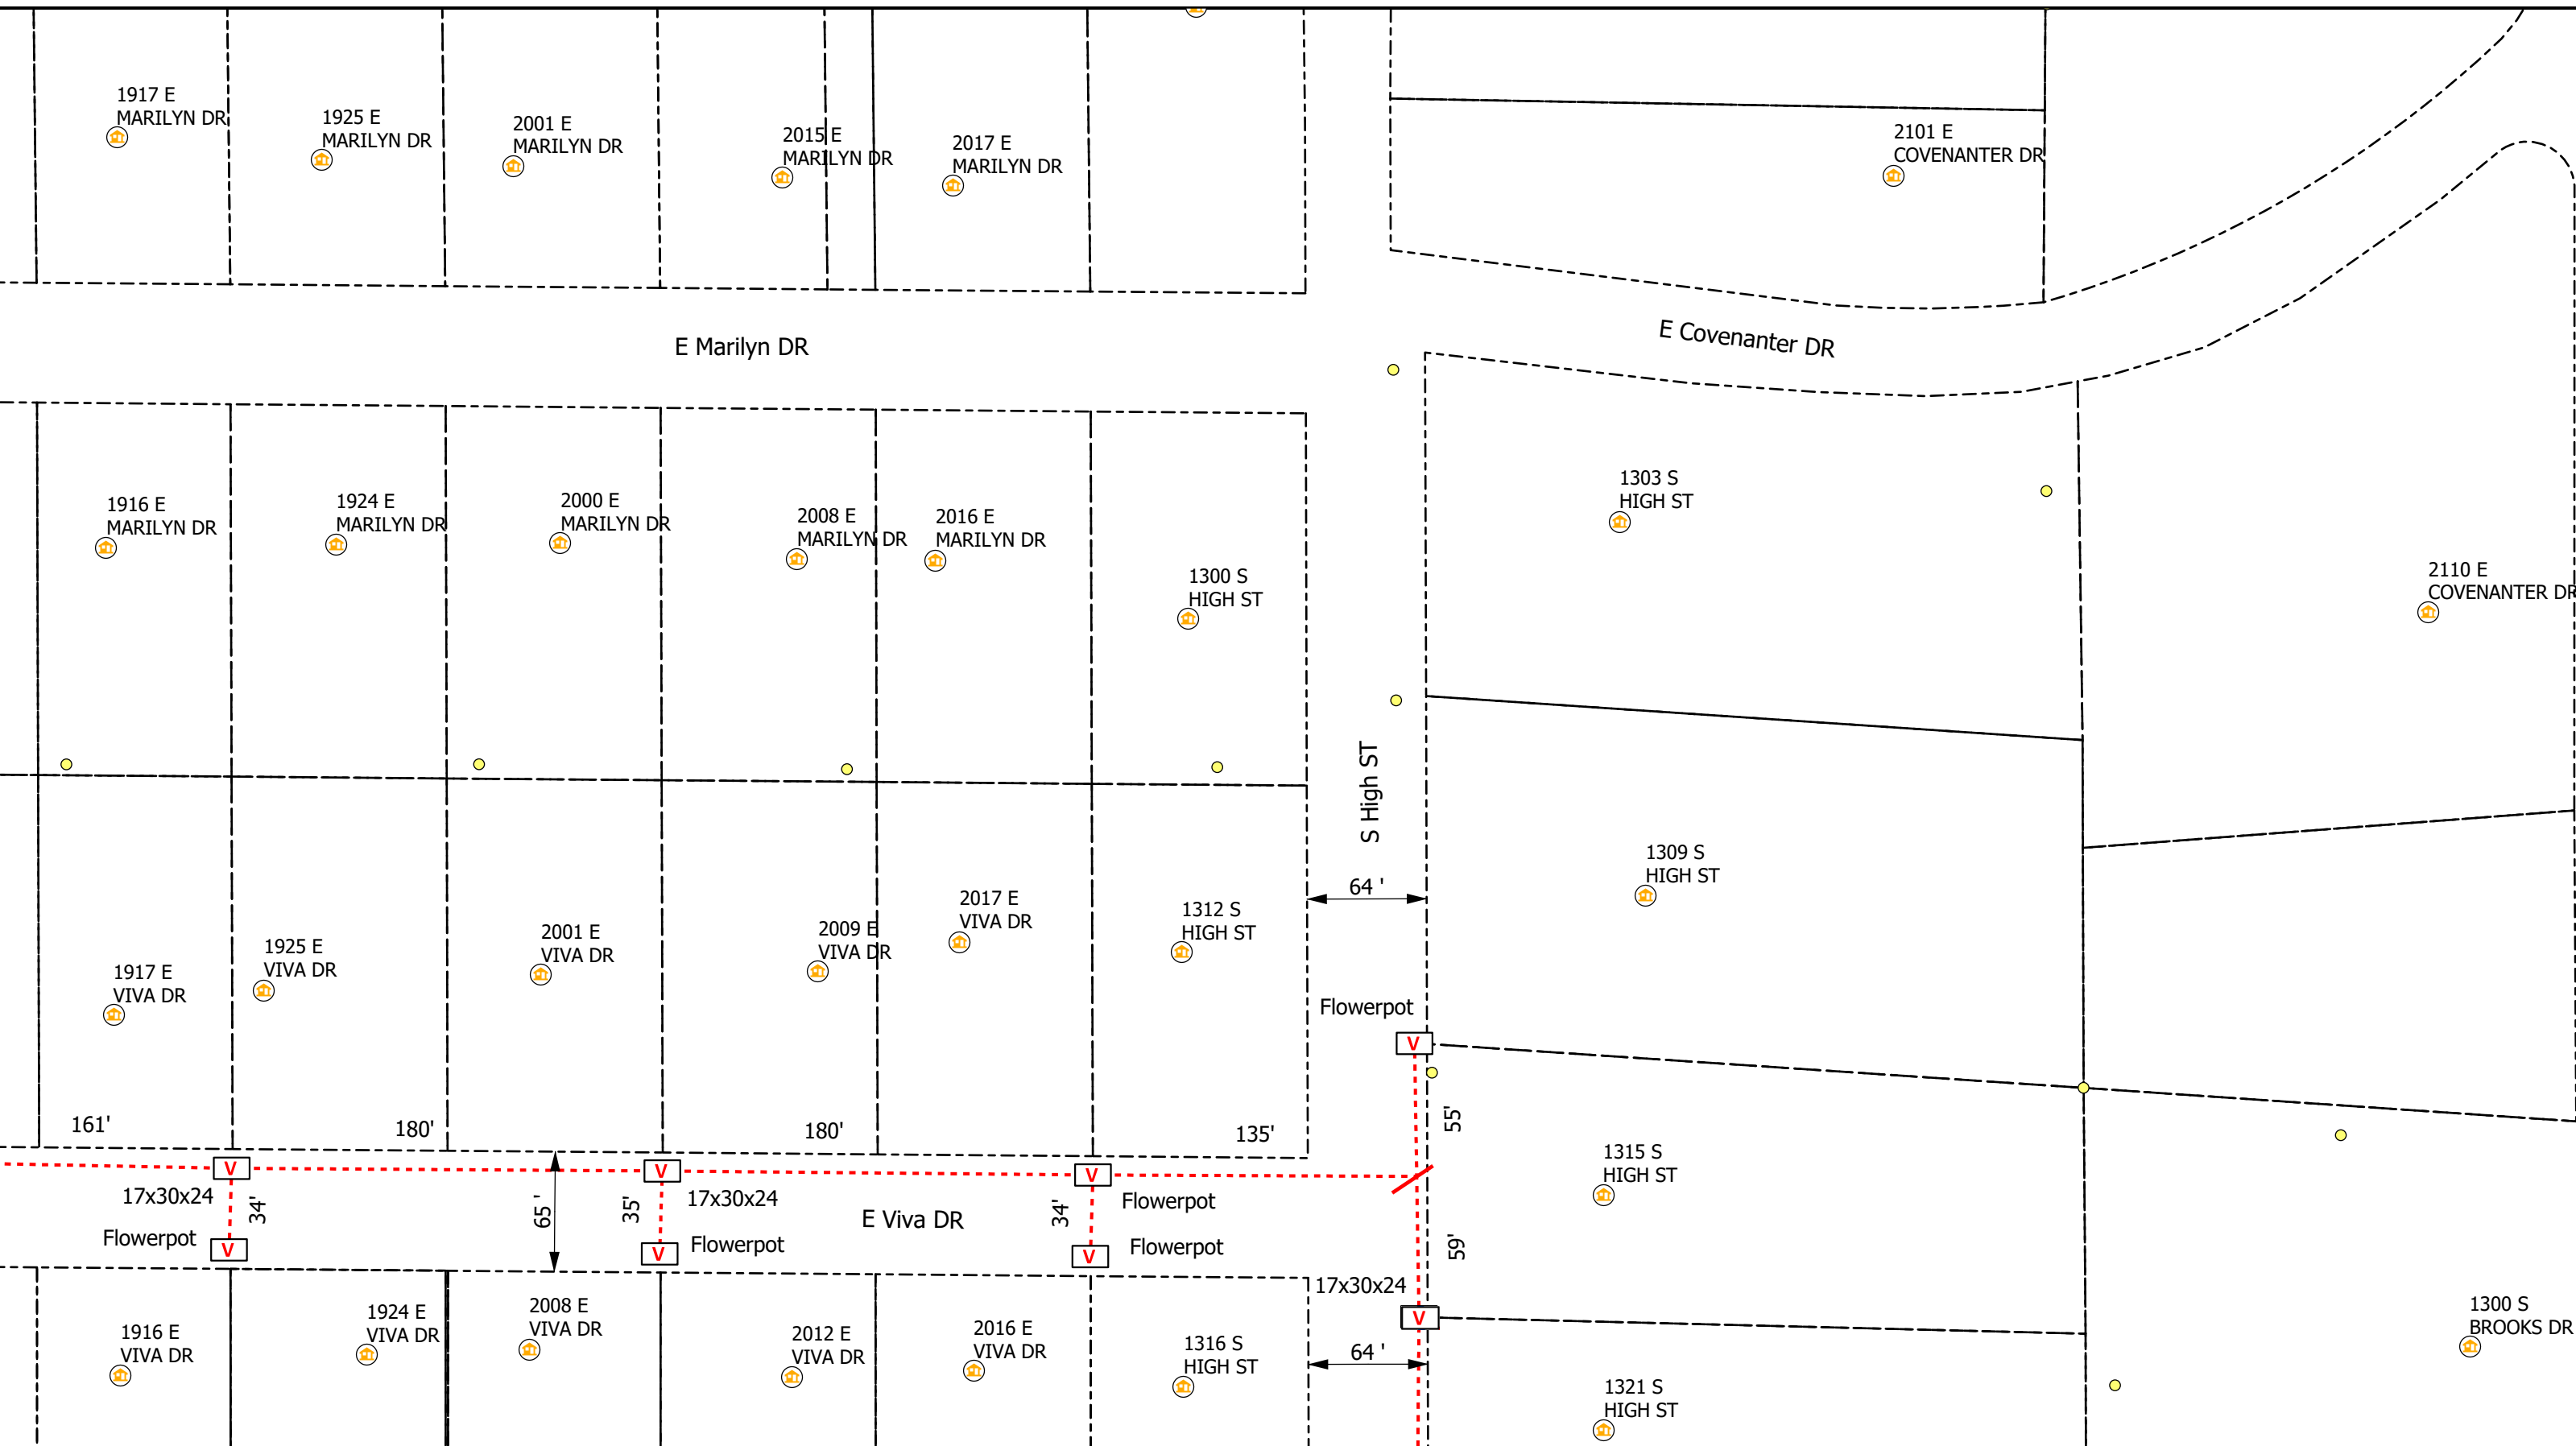 1917 E
MARILYN DR
1925 E
MARILYN DR
2001 E
MARILYN DR
2015 E
MARILYN DR
2017 E
MARILYN DR
2101 E
COVENANTER DR
E Marilyn DR
E Covenanter DR
1916 E
MARILYN DR
1924 E
MARILYN DR
2000 E
MARILYN DR
2008 E
MARILYN DR
2016 E
MARILYN DR
1300 S
HIGH ST
1303 S
HIGH ST
2110 E
COVENANTER DR
S High ST
64 '
1917 E
VIVA DR
1925 E
VIVA DR
2001 E
VIVA DR
2009 E
VIVA DR
2017 E
VIVA DR
1312 S
HIGH ST
1309 S
HIGH ST
Flowerpot
V
55'
161'
180'
180'
135'
1315 S
HIGH ST
V
V
V
17x30x24
34'
65 '
35'
17x30x24
E Viva DR
34'
Flowerpot
Flowerpot
V
V
Flowerpot
V
Flowerpot
59'
17x30x24
V
64 '
1916 E
VIVA DR
1924 E
VIVA DR
2008 E
VIVA DR
2012 E
VIVA DR
2016 E
VIVA DR
1316 S
HIGH ST
1321 S
HIGH ST
1300 S
BROOKS DR